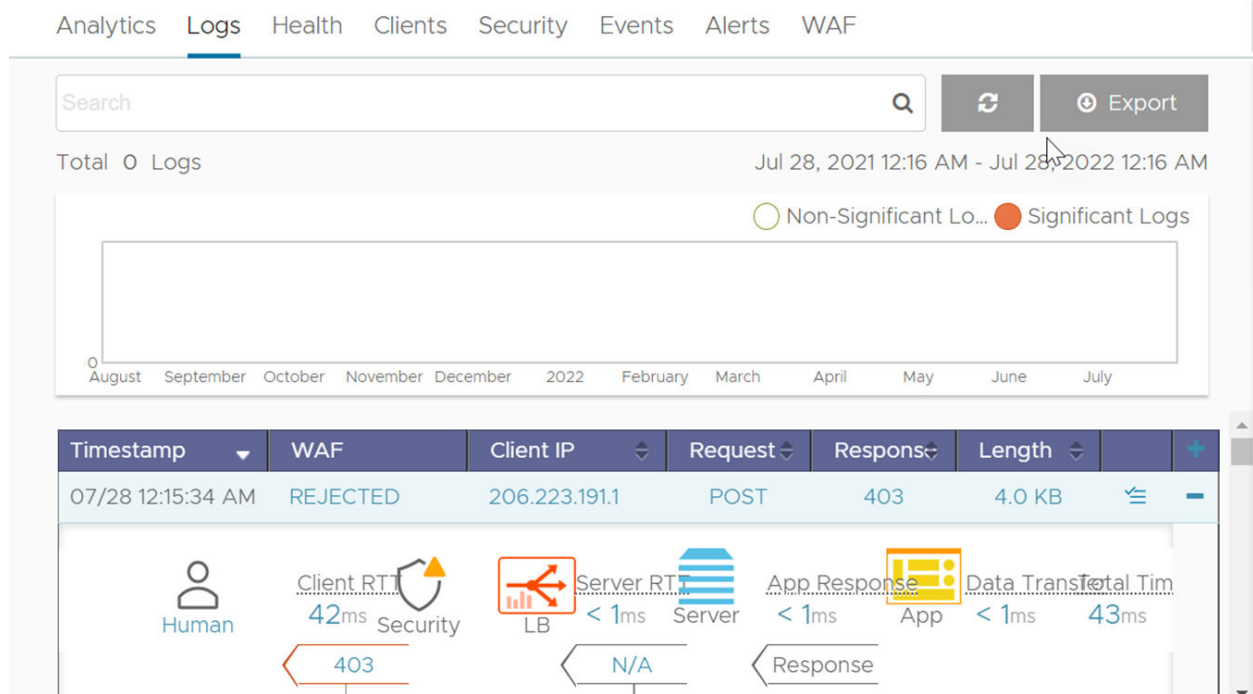 Analytics Logs Health Clients Security Events Alerts WAF
Search
Export
Total 0 Logs
Jul 28, 2021 12:16 AM - Jul 28, 2022 12:16 AM
Non-Significant Lo... Significant Logs
0
August September October November December 2022 February March April May June July
Timestamp WAF Client IP Request Response Length
07/28 12:15:34 AM REJECTED 206.223.191.1 POST 403 4.0 KB
Client RTT Server RTT App Response Data Transfer Total Tim
42ms < 1ms < 1ms < 1ms 43ms
Human Security LB Server App
403 N/A Response